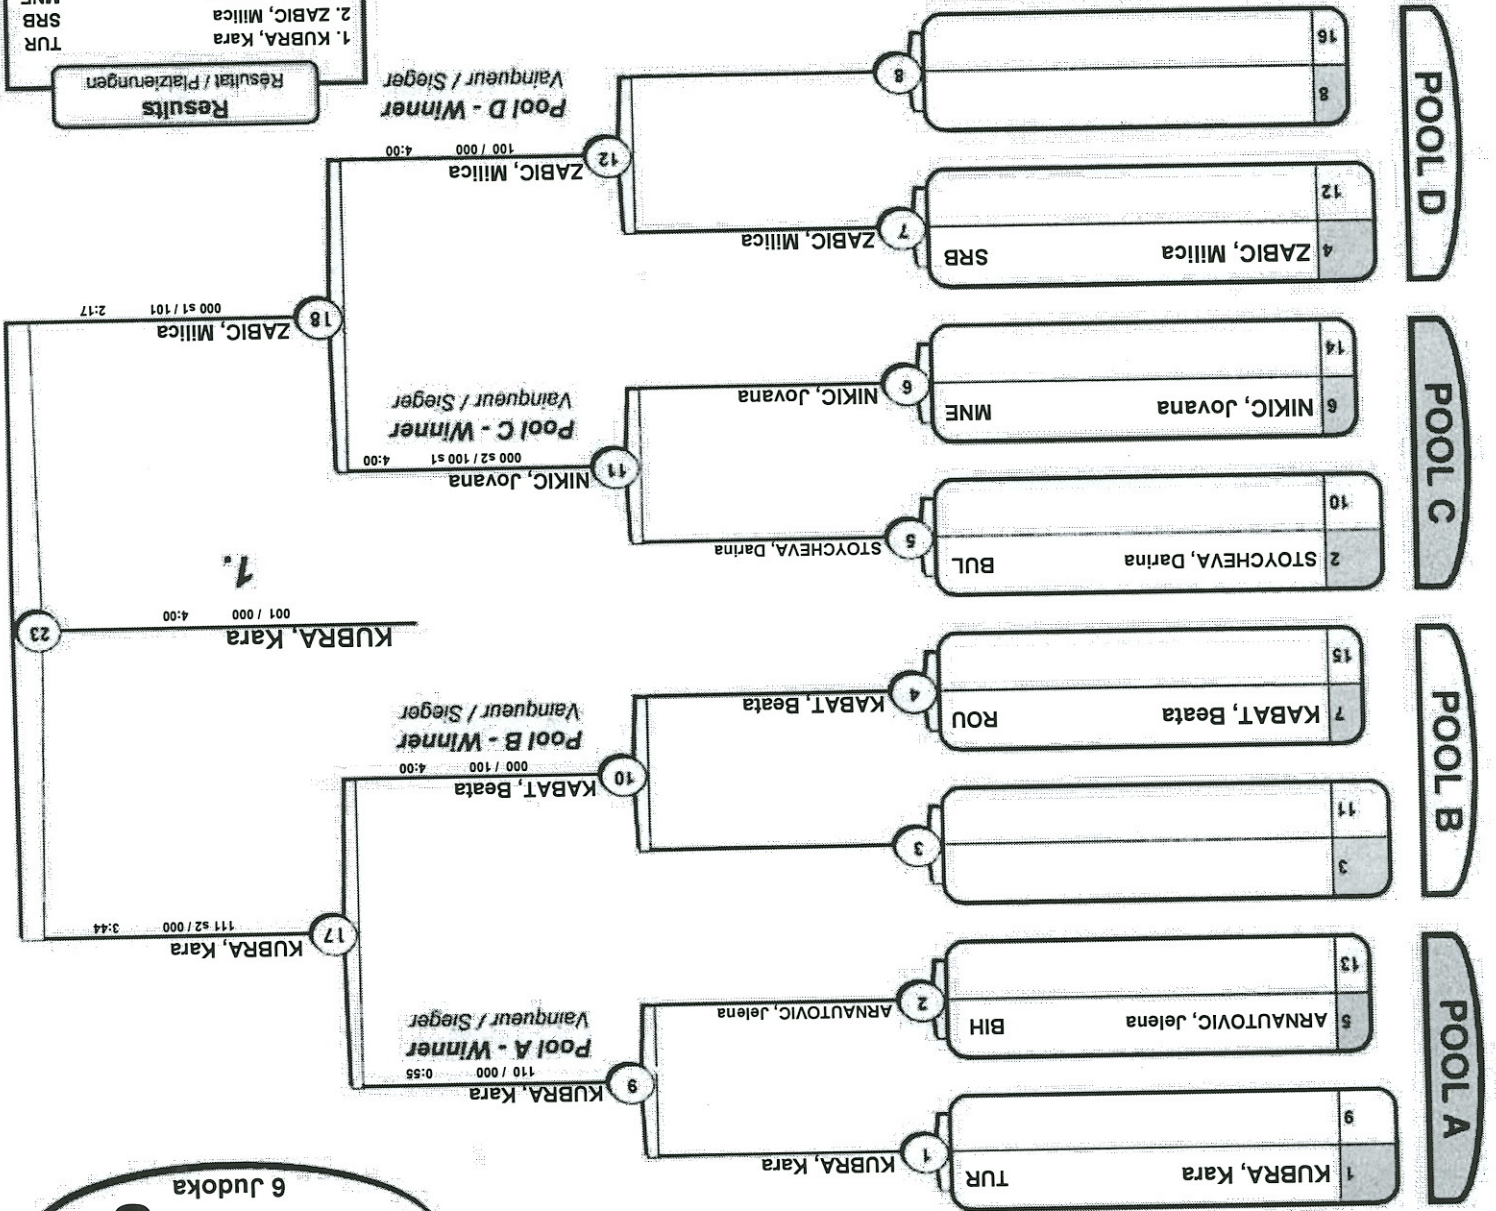 6 Judoka
POOL A
1 KUBRA, Kara TUR
9
1
KUBRA, Kara
5 ARNAUTOVIC, Jelena BIH
13
2
ARNAUTOVIC, Jelena
9
KUBRA, Kara
110 / 000 0:55
Pool A - Winner
Vainqueur / Sieger
POOL B
3
11
3
7 KABAT, Beata ROU
15
4
KABAT, Beata
10
KABAT, Beata
000 / 100 4:00
Pool B - Winner
Vainqueur / Sieger
17
KUBRA, Kara
111 s2 / 000 3:44
POOL C
2 STOYCHEVA, Darina BUL
10
5
STOYCHEVA, Darina
6 NIKIC, Jovana MNE
14
6
NIKIC, Jovana
11
NIKIC, Jovana
000 s2 / 100 s1 4:00
Pool C - Winner
Vainqueur / Sieger
POOL D
4 ZABIC, Milica SRB
12
7
ZABIC, Milica
8
16
8
12
ZABIC, Milica
100 / 000 4:00
Pool D - Winner
Vainqueur / Sieger
18
ZABIC, Milica
000 s1 / 101 2:17
23
KUBRA, Kara
001 / 000 4:00
1.
Results
Résultat / Platzierungen
1. KUBRA, Kara TUR
2. ZABIC, Milica SRB
MNE